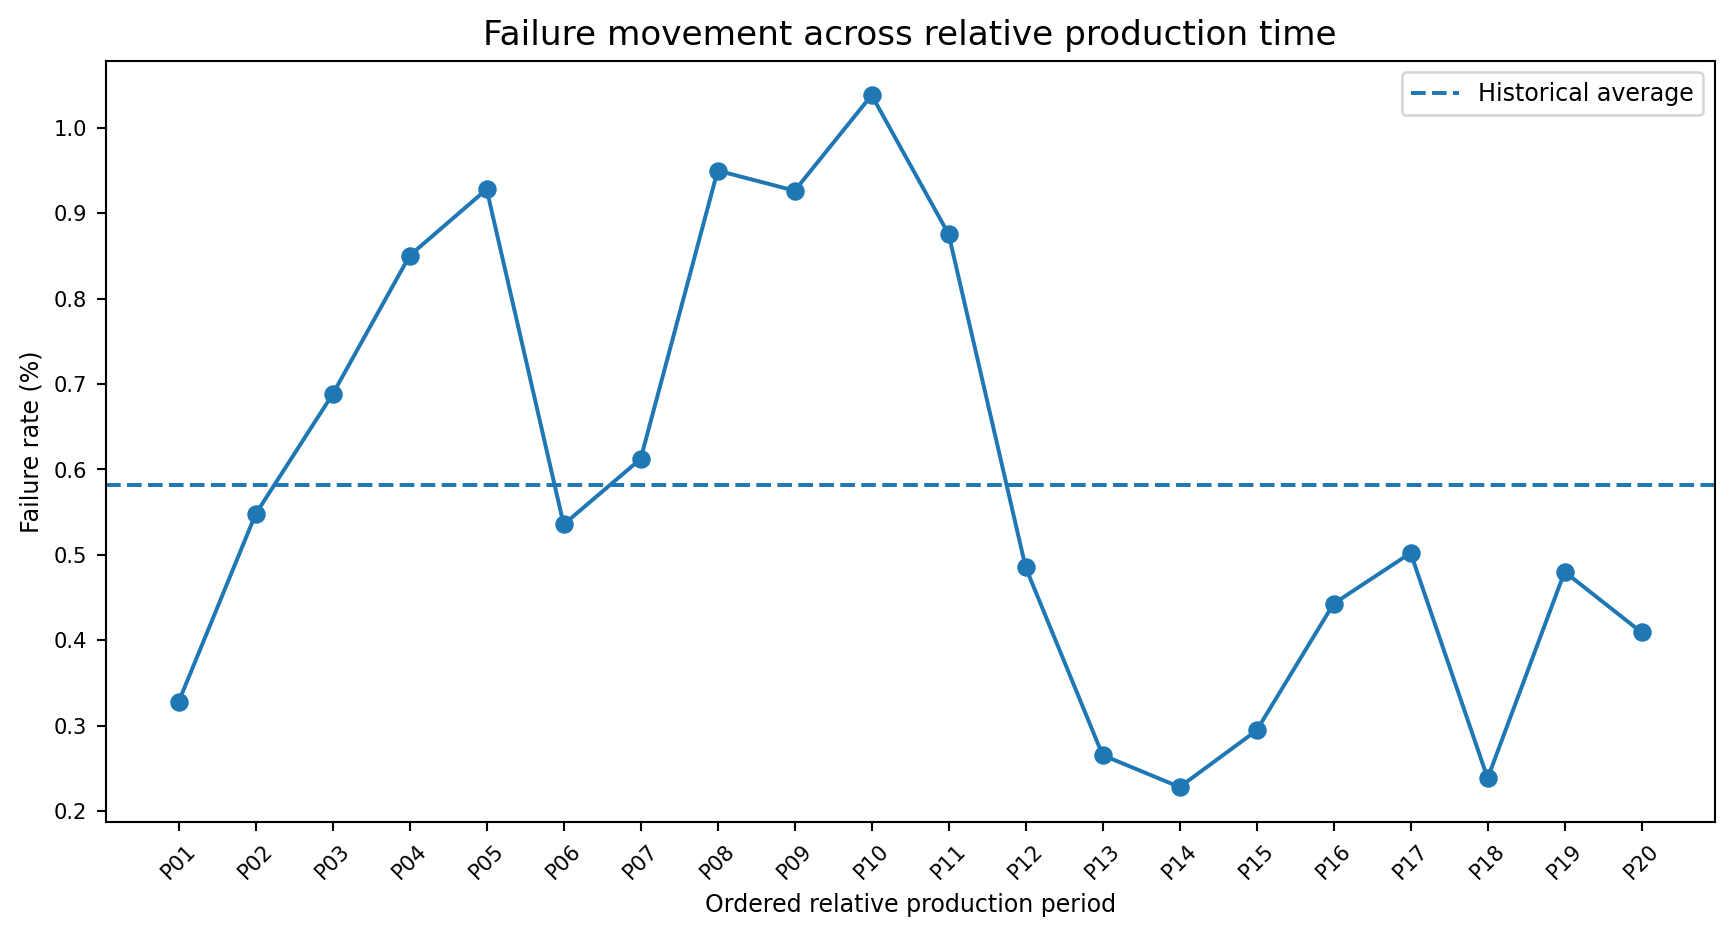 Failure movement across relative production time
Historical average
Failure rate (%)
1.0
0.9
0.8
0.7
0.6
0.5
0.4
0.3
0.2
P01 P02 P03 P04 P05 P06 P07 P08 P09 P10 P11 P12 P13 P14 P15 P16 P17 P18 P19 P20
Ordered relative production period